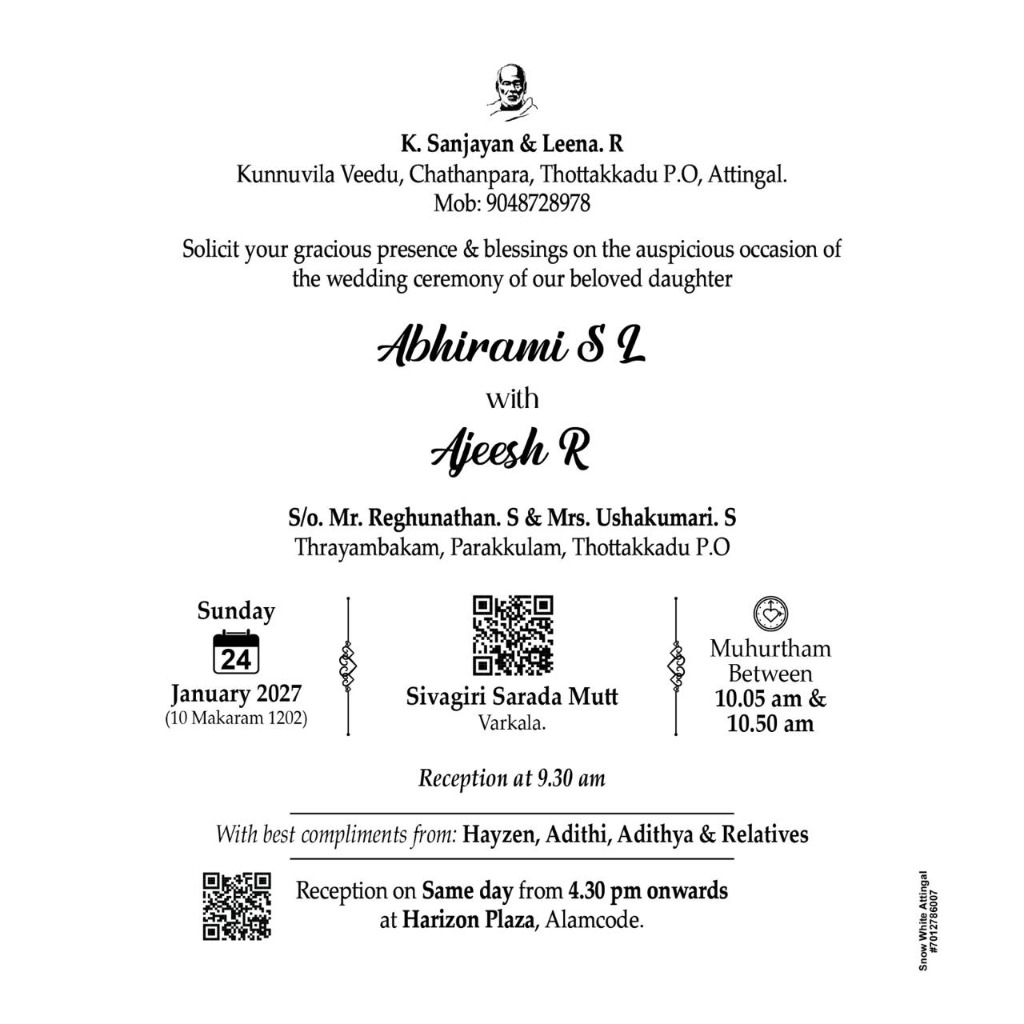 K. Sanjayan & Leena. R
Kunnuvila Veedu, Chathanpara, Thottakkadu P.O, Attingal.
Mob: 9048728978
Solicit your gracious presence & blessings on the auspicious occasion of
the wedding ceremony of our beloved daughter
Abhirami S L
with
Ajeesh R
S/o. Mr. Reghunathan. S & Mrs. Ushakumari. S
Thrayambakam, Parakkulam, Thottakkadu P.O
Sunday
24
January 2027
(10 Makaram 1202)
Sivagiri Sarada Mutt
Varkala.
Muhurtham
Between
10.05 am &
10.50 am
Reception at 9.30 am
With best compliments from: Hayzen, Adithi, Adithya & Relatives
Reception on Same day from 4.30 pm onwards
at Harizon Plaza, Alamcode.
Snow White Attingal
#7012786007